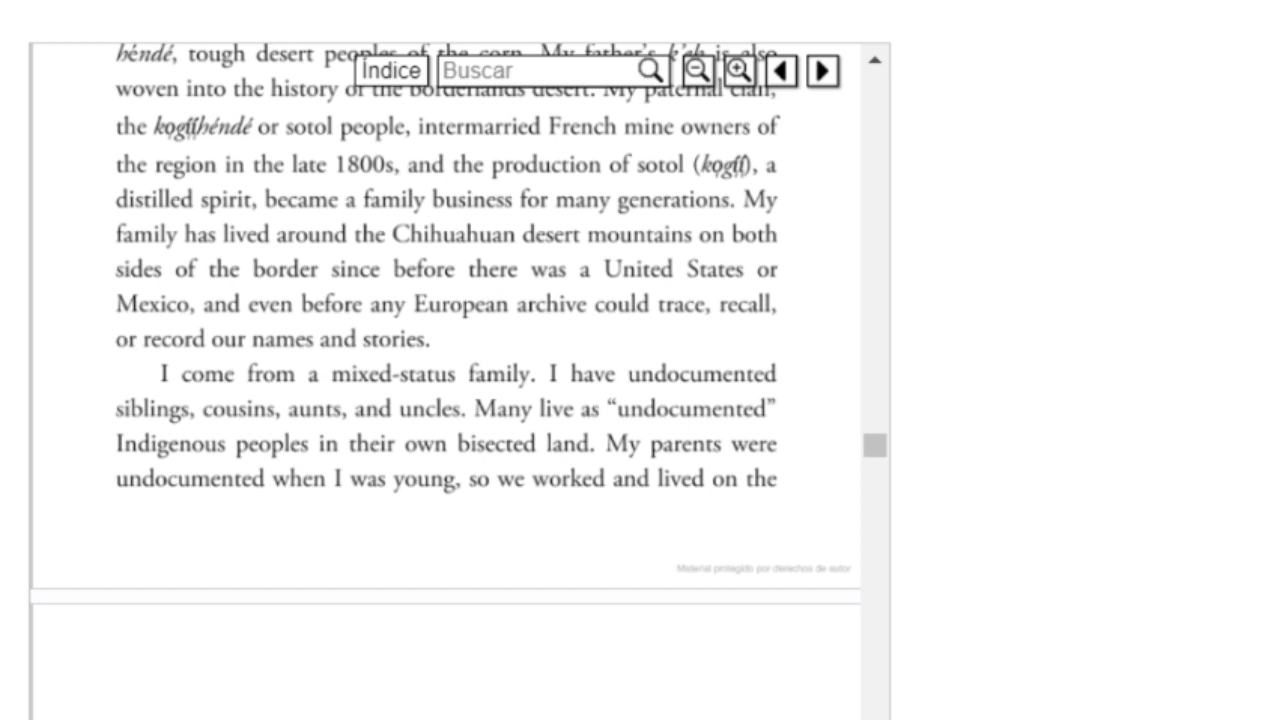 héndé, tough desert peoples of the corn. My father's k'eh is also
Índice Buscar
woven into the history of the borderlands desert. My paternal clan,
the kǫgįįhéndé or sotol people, intermarried French mine owners of
the region in the late 1800s, and the production of sotol (kǫgįį), a
distilled spirit, became a family business for many generations. My
family has lived around the Chihuahuan desert mountains on both
sides of the border since before there was a United States or
Mexico, and even before any European archive could trace, recall,
or record our names and stories.
I come from a mixed-status family. I have undocumented
siblings, cousins, aunts, and uncles. Many live as “undocumented”
Indigenous peoples in their own bisected land. My parents were
undocumented when I was young, so we worked and lived on the
Material protegido por derechos de autor